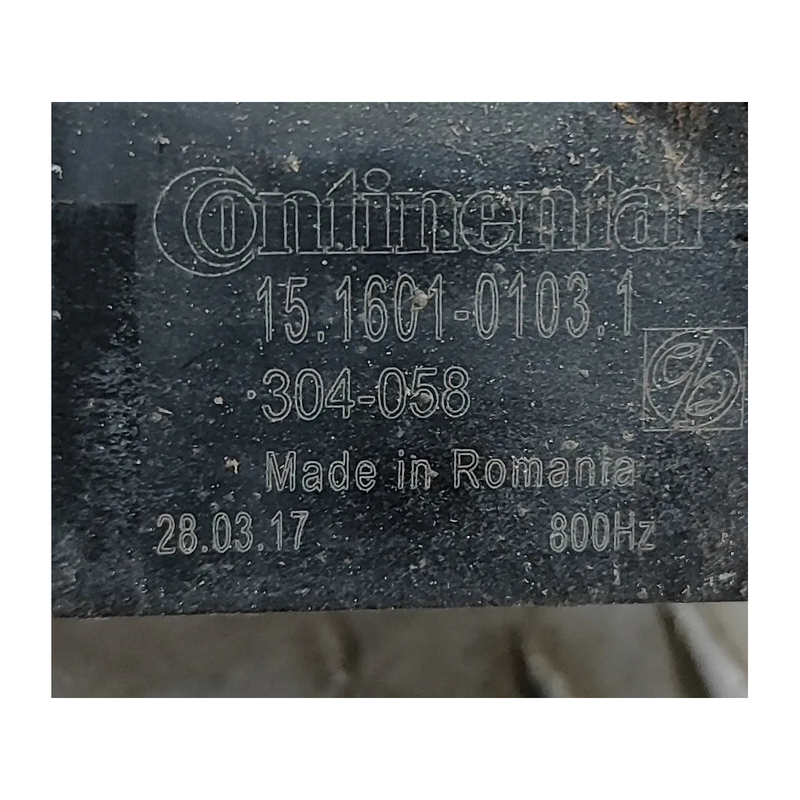 Continental
15.1601-0103.1
304-058
Made in Romania
28.03.17 800Hz